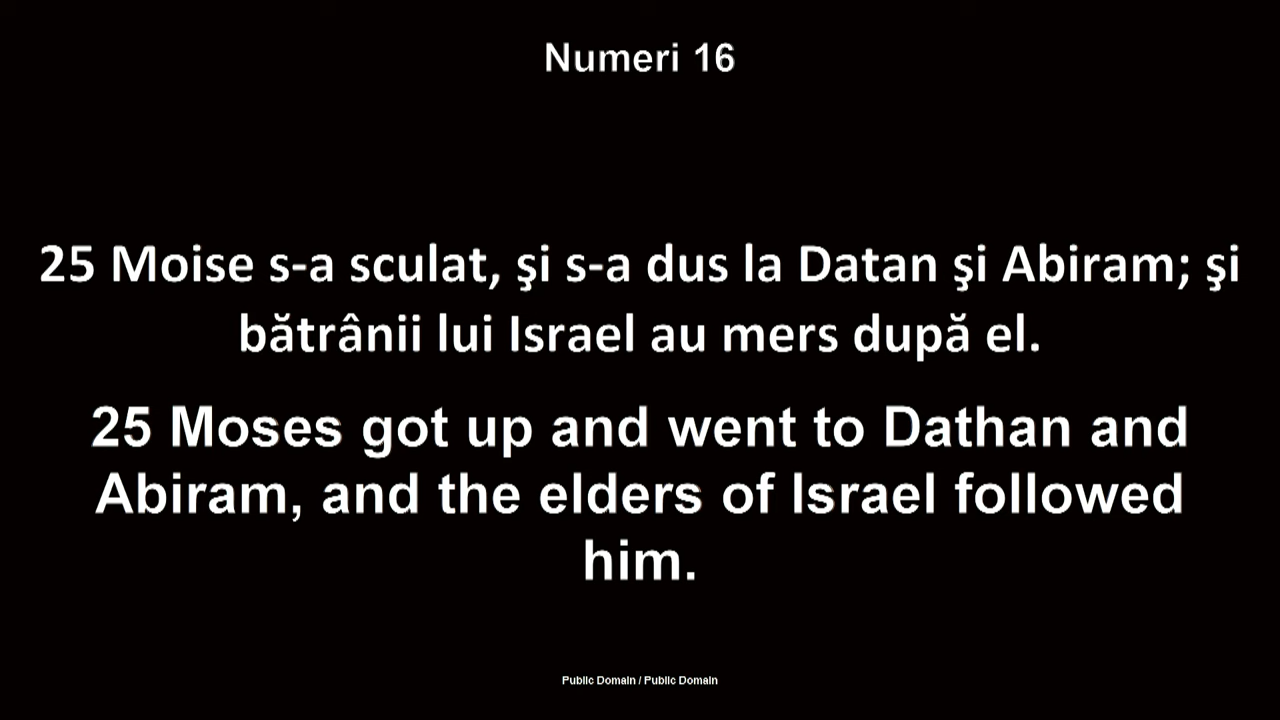 Numeri 16
25 Moise s-a sculat, şi s-a dus la Datan şi Abiram; şi
bătrânii lui Israel au mers după el.
25 Moses got up and went to Dathan and
Abiram, and the elders of Israel followed
him.
Public Domain / Public Domain